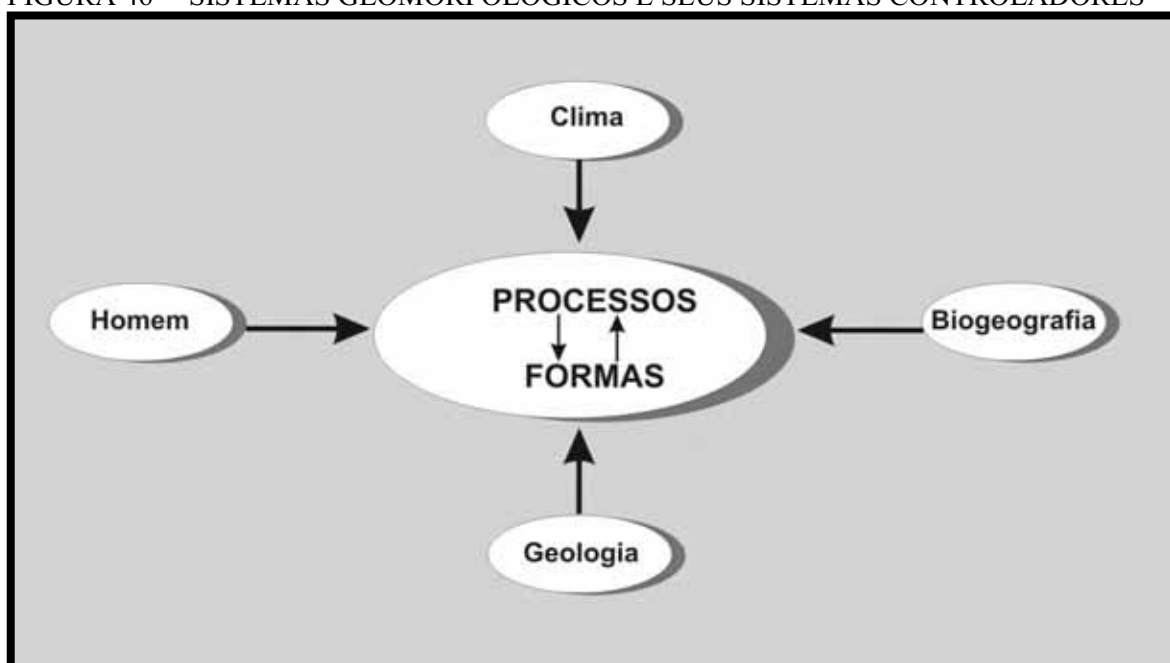 Clima
Homem
PROCESSOS
Biogeografia
FORMAS
Geologia